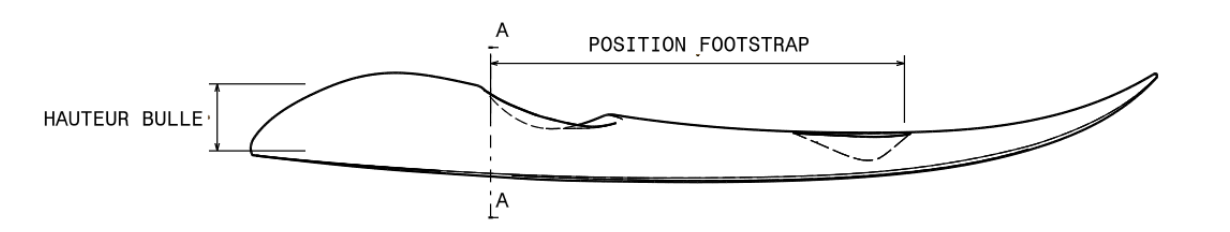 A
POSITION FOOTSTRAP
HAUTEUR BULLE
A